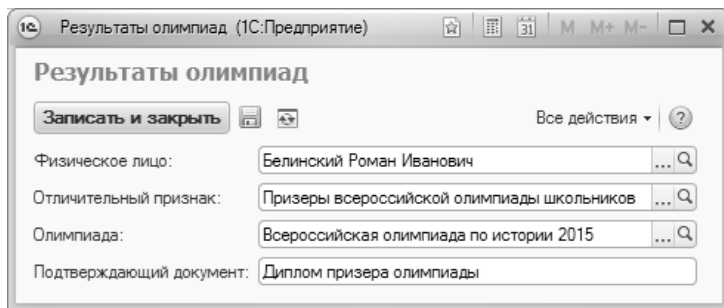 1С Результаты олимпиад (1С:Предприятие) 31 M M+ M-
Результаты олимпиад
Записать и закрыть Все действия ?
Физическое лицо: Белинский Роман Иванович ...
Отличительный признак: Призеры всероссийской олимпиады школьников ...
Олимпиада: Всероссийская олимпиада по истории 2015 ...
Подтверждающий документ: Диплом призера олимпиады